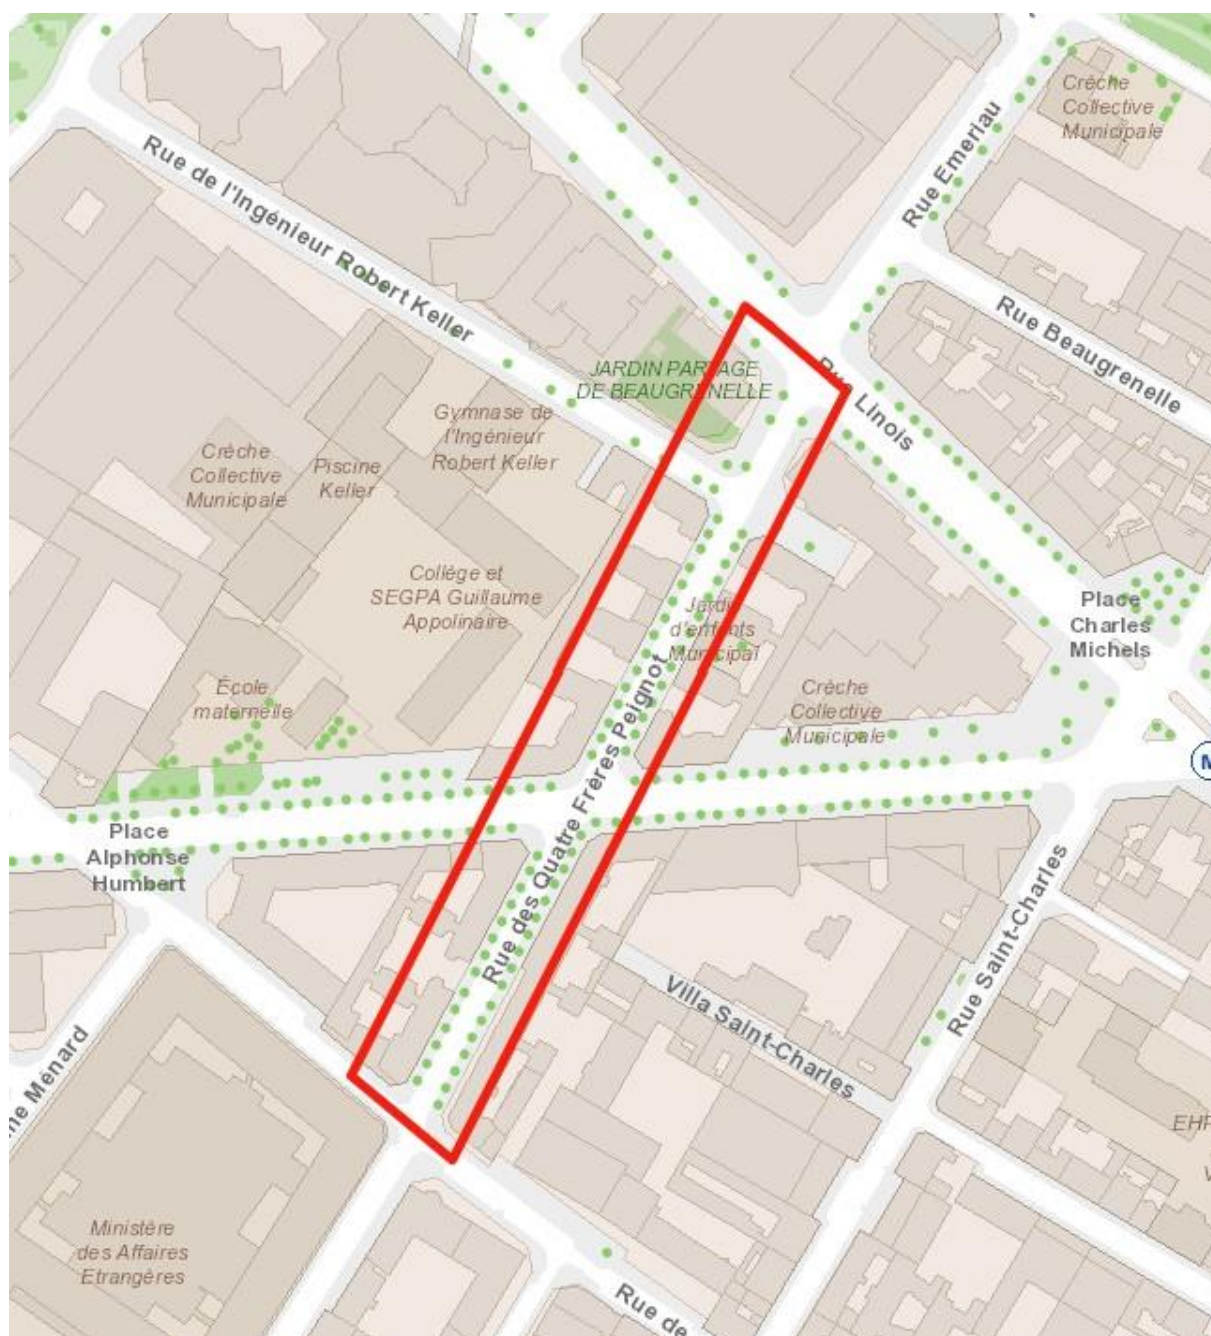 Crèche
Collective
Municipale
Rue Emeriau
Rue de l'Ingénieur Robert Keller
Rue Beaugrenelle
JARDIN PARTAGE
DE BEAUGRENELLE
Rue Linois
Gymnase de
l'Ingénieur
Robert Keller
Crèche
Collective
Municipale
Piscine
Keller
Collège et
SEGPA Guillaume
Appolinaire
Jardin
d'enfants
Municipal
Place
Charles
Michels
École
maternelle
Crèche
Collective
Municipale
M
Rue des Quatre Frères Peignot
Place
Alphonse
Humbert
Rue Saint-Charles
Villa Saint-Charles
ne Ménard
EHP
V
Ministère
des Affaires
Etrangères
Rue de